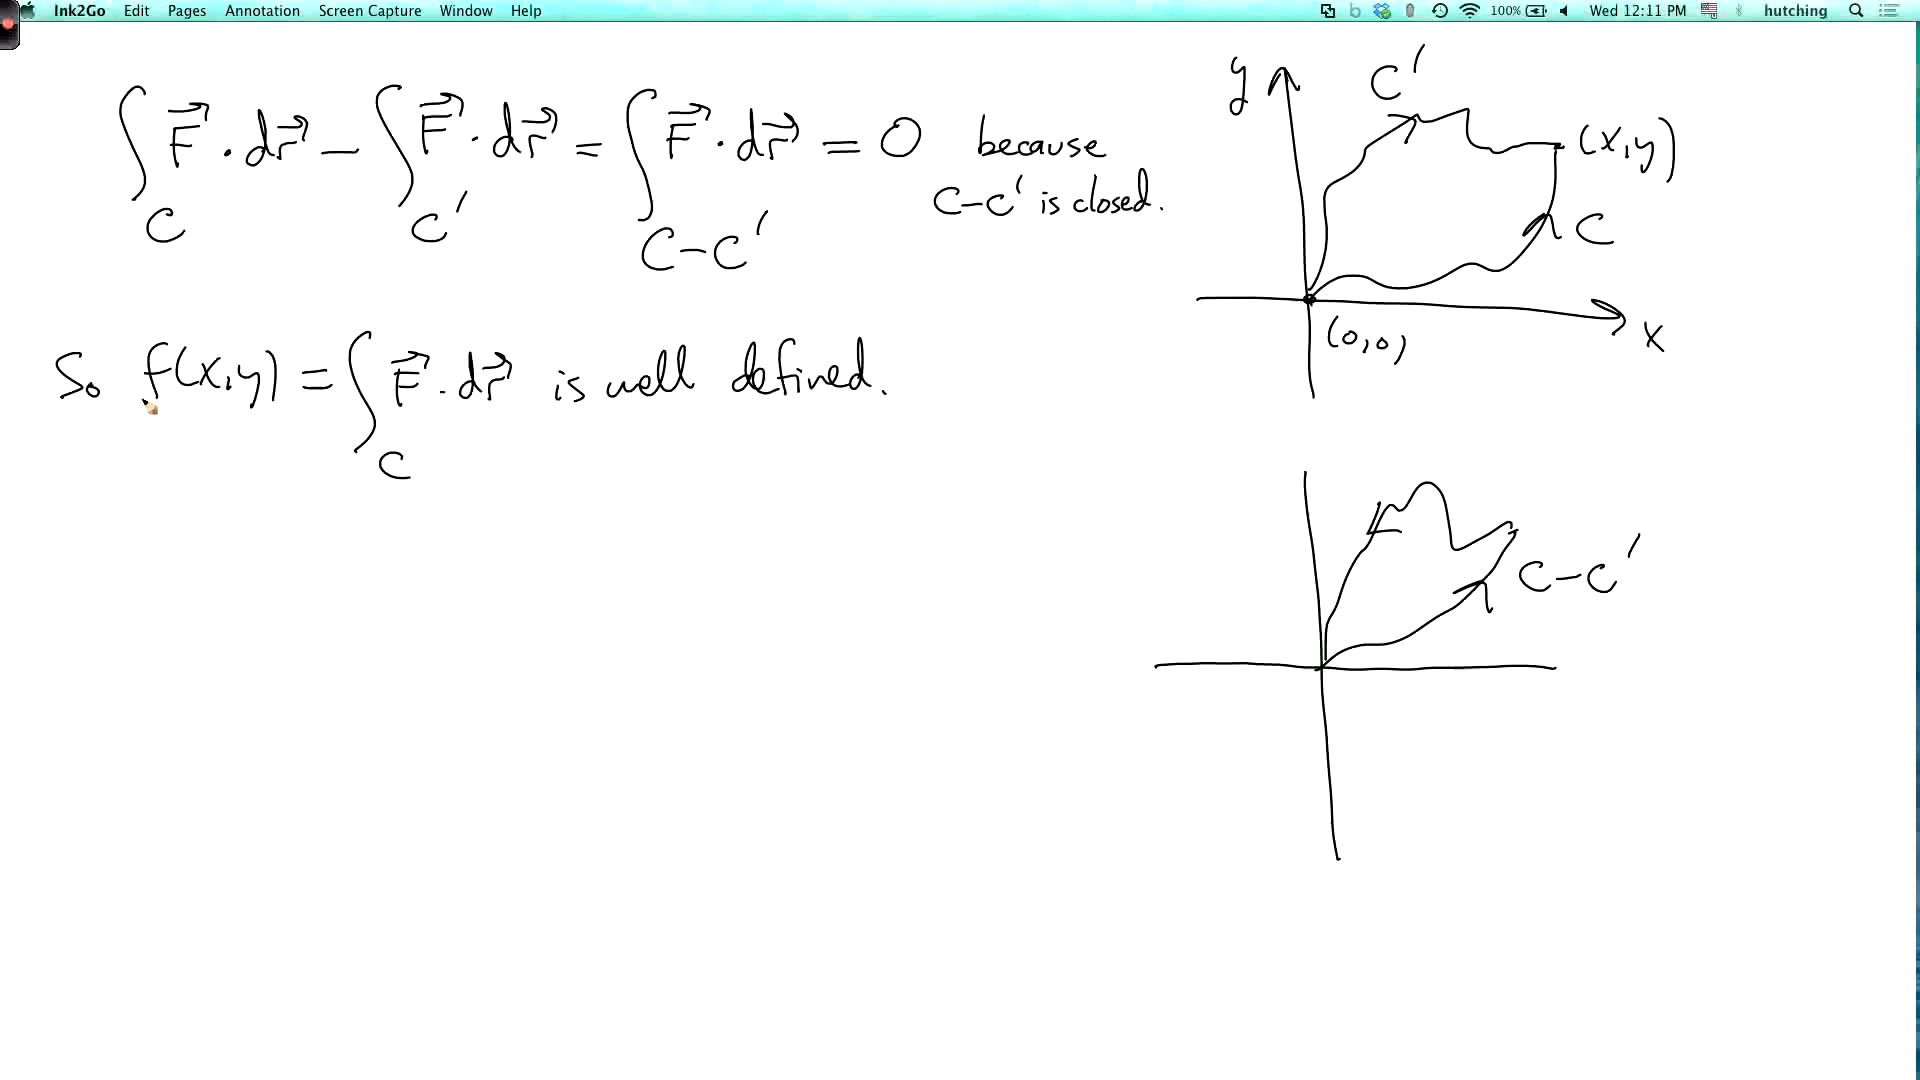 Ink2Go Edit Pages Annotation Screen Capture Window Help 100% Wed 12:11 PM hutching
∫_C F⃗ · dr⃗ − ∫_C′ F⃗ · dr⃗ = ∫_C−C′ F⃗ · dr⃗ = 0 because
C−C′ is closed.
So f(x,y) = ∫_C F⃗ · dr⃗ is well defined.
y
C′
(x,y)
C
(0,0)
x
C−C′